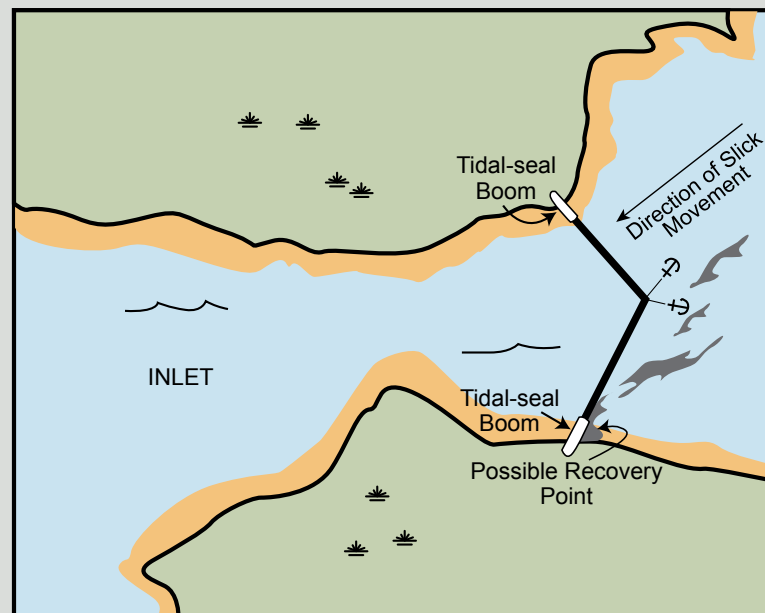 Tidal-seal
Boom
Direction of Slick
Movement
INLET
Tidal-seal
Boom
Possible Recovery
Point